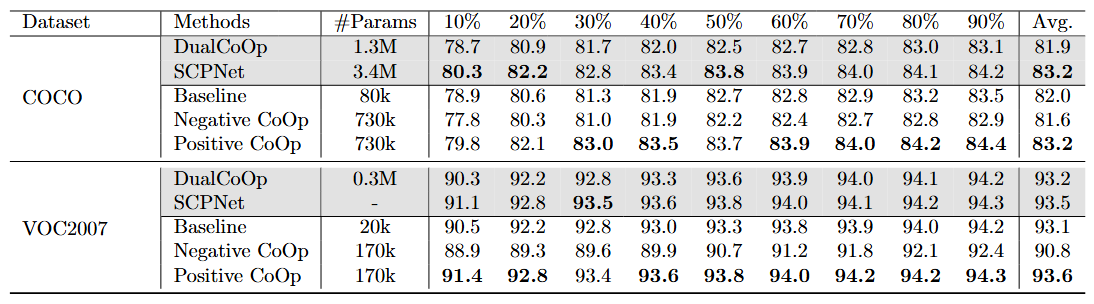 Dataset Methods #Params 10% 20% 30% 40% 50% 60% 70% 80% 90% Avg.
COCO
DualCoOp 1.3M 78.7 80.9 81.7 82.0 82.5 82.7 82.8 83.0 83.1 81.9
SCPNet 3.4M 80.3 82.2 82.8 83.4 83.8 83.9 84.0 84.1 84.2 83.2
Baseline 80k 78.9 80.6 81.3 81.9 82.7 82.8 82.9 83.2 83.5 82.0
Negative CoOp 730k 77.8 80.3 81.0 81.9 82.2 82.4 82.7 82.8 82.9 81.6
Positive CoOp 730k 79.8 82.1 83.0 83.5 83.7 83.9 84.0 84.2 84.4 83.2
VOC2007
DualCoOp 0.3M 90.3 92.2 92.8 93.3 93.6 93.9 94.0 94.1 94.2 93.2
SCPNet - 91.1 92.8 93.5 93.6 93.8 94.0 94.1 94.2 94.3 93.5
Baseline 20k 90.5 92.2 92.8 93.0 93.3 93.8 93.9 94.0 94.2 93.1
Negative CoOp 170k 88.9 89.3 89.6 89.9 90.7 91.2 91.8 92.1 92.4 90.8
Positive CoOp 170k 91.4 92.8 93.4 93.6 93.8 94.0 94.2 94.2 94.3 93.6